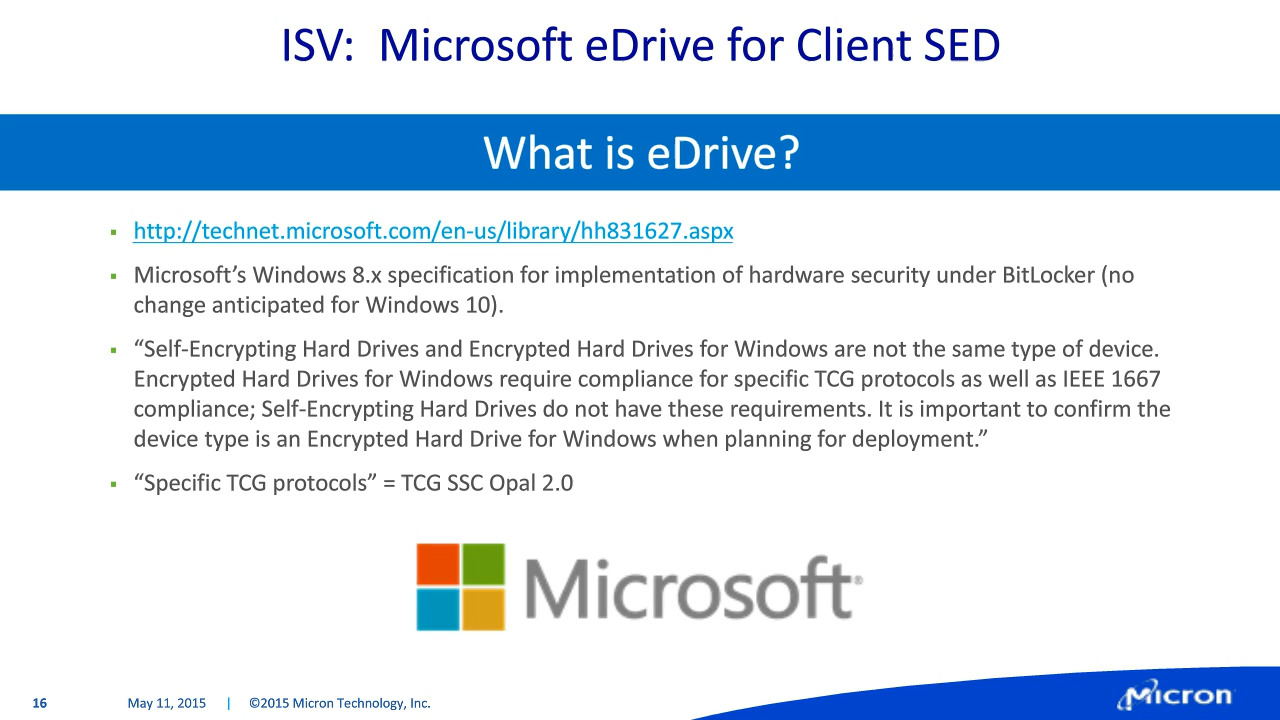 ISV:  Microsoft eDrive for Client SED
What is eDrive?
▪ http://technet.microsoft.com/en-us/library/hh831627.aspx
▪ Microsoft’s Windows 8.x specification for implementation of hardware security under BitLocker (no
change anticipated for Windows 10).
▪ “Self-Encrypting Hard Drives and Encrypted Hard Drives for Windows are not the same type of device.
Encrypted Hard Drives for Windows require compliance for specific TCG protocols as well as IEEE 1667
compliance; Self-Encrypting Hard Drives do not have these requirements. It is important to confirm the
device type is an Encrypted Hard Drive for Windows when planning for deployment.”
▪ “Specific TCG protocols” = TCG SSC Opal 2.0
Microsoft®
16 May 11, 2015 | ©2015 Micron Technology, Inc.
Micron